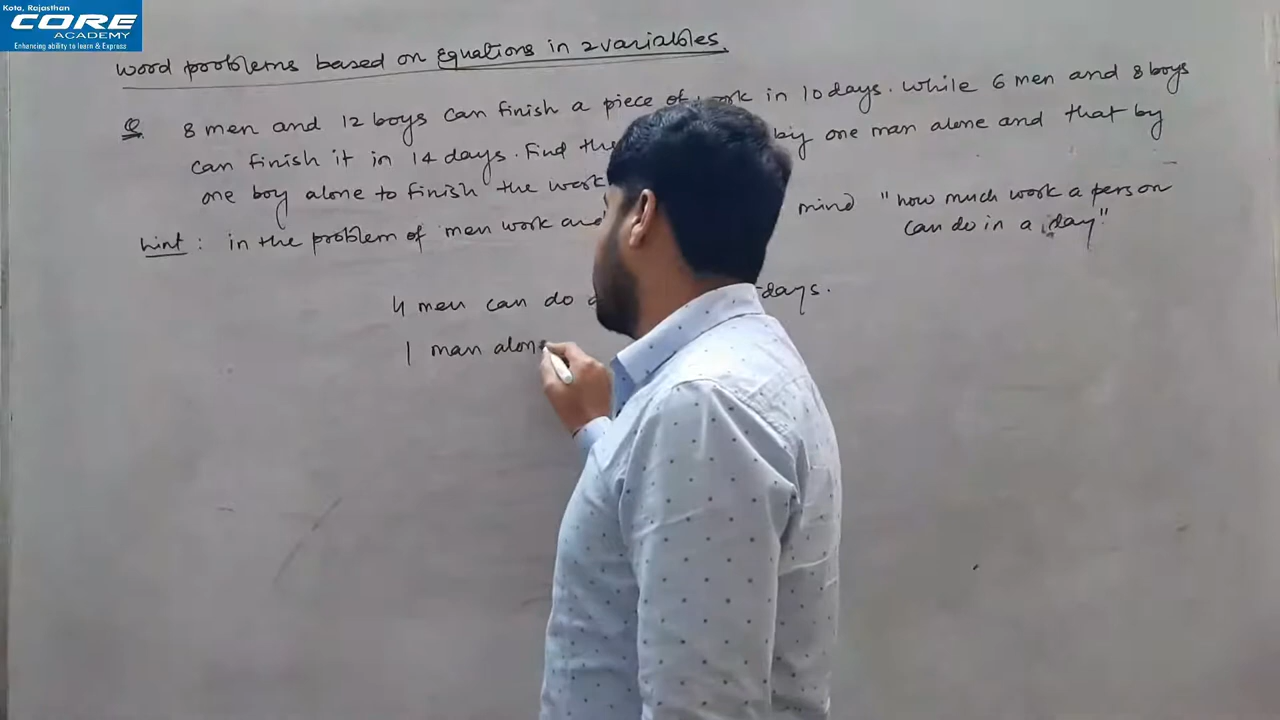 Kota, Rajasthan
CORE
ACADEMY
Enhancing ability to learn & Express
Word problems based on Equations in 2 variables.
Q. 8 men and 12 boys can finish a piece of work in 10 days. While 6 men and 8 boys
can finish it in 14 days. Find the by one man alone and that by
one boy alone to finish the work
hint : in the problem of men work and mind "how much work a person
can do in a day"
4 men can do days.
1 man alone